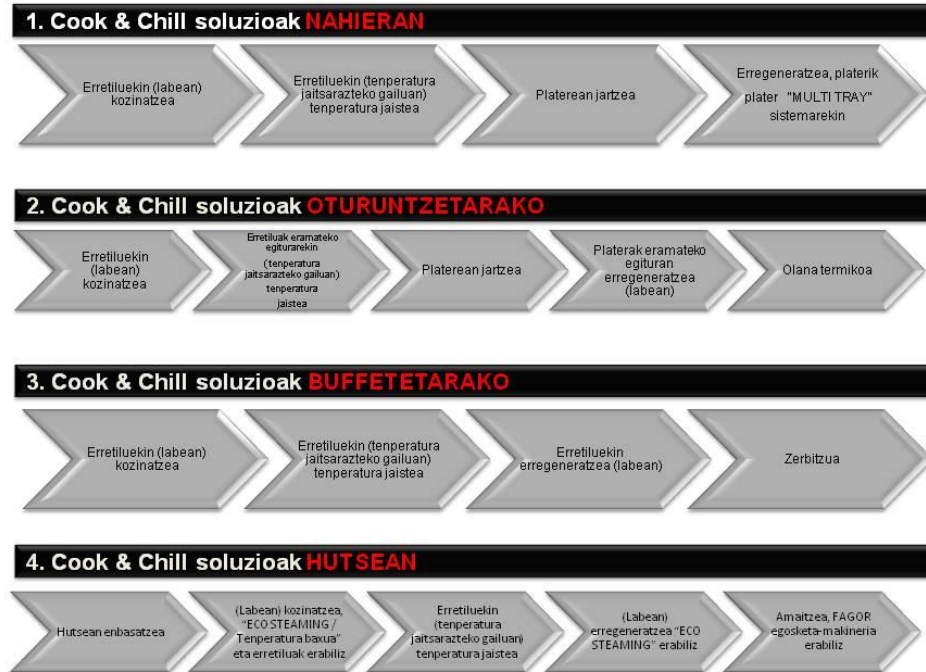 1. Cook & Chill soluzioak NAHIERAN
Erretiluekin (labean)
kozinatzea
Erretiluekin (tenperatura
jaitsarazteko gailuan)
tenperatura jaistea
Platerean jartzea
Erregeneratzea, platerik
plater "MULTI TRAY"
sistemarekin
2. Cook & Chill soluzioak OTURUNTZETARAKO
Erretiluekin
(labean)
kozinatzea
Erretiluak eramateko
egiturarekin
(tenperatura
jaitsarazteko gailuan)
tenperatura
jaistea
Platerean jartzea
Platerak eramateko
egituran
erregeneratzea
(labean)
Olana termikoa
3. Cook & Chill soluzioak BUFFETETARAKO
Erretiluekin (labean)
kozinatzea
Erretiluekin (tenperatura
jaitsarazteko gailuan)
tenperatura jaistea
Erretiluekin
erregeneratzea (labean)
Zerbitzua
4. Cook & Chill soluzioak HUTSEAN
Hutsean enbasatzea
(Labean) kozinatzea,
"ECO STEAMING /
Tenperatura baxua"
eta erretiluak erabiliz
Erretiluekin
(tenperatura
jaitsarazteko gailuan)
tenperatura jaistea
(Labean)
erregeneratzea "ECO
STEAMING" erabiliz
Amaitzea, FAGOR
egosketa-makineria
erabiliz